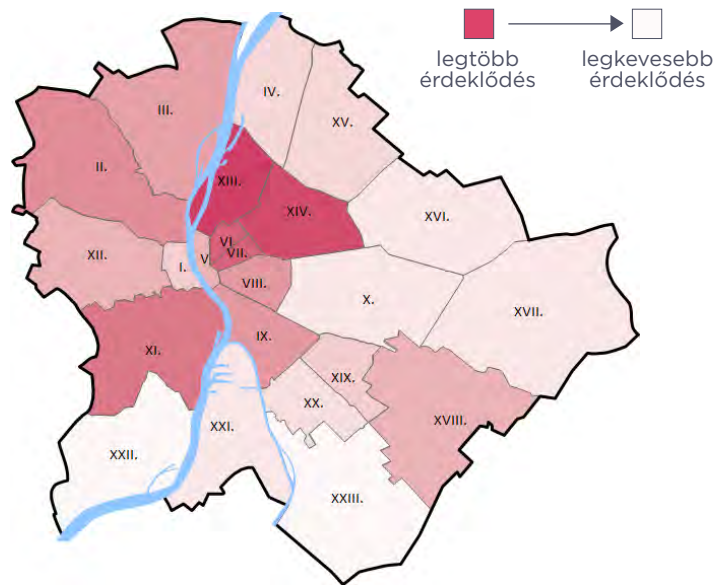 legtöbb
érdeklődés
legkevesebb
érdeklődés
IV.
III.
XV.
II.
XIII.
XIV.
XVI.
VI.
VII.
XII.
I.
V.
VIII.
X.
XVII.
IX.
XI.
XIX.
XX.
XVIII.
XXI.
XXII.
XXIII.